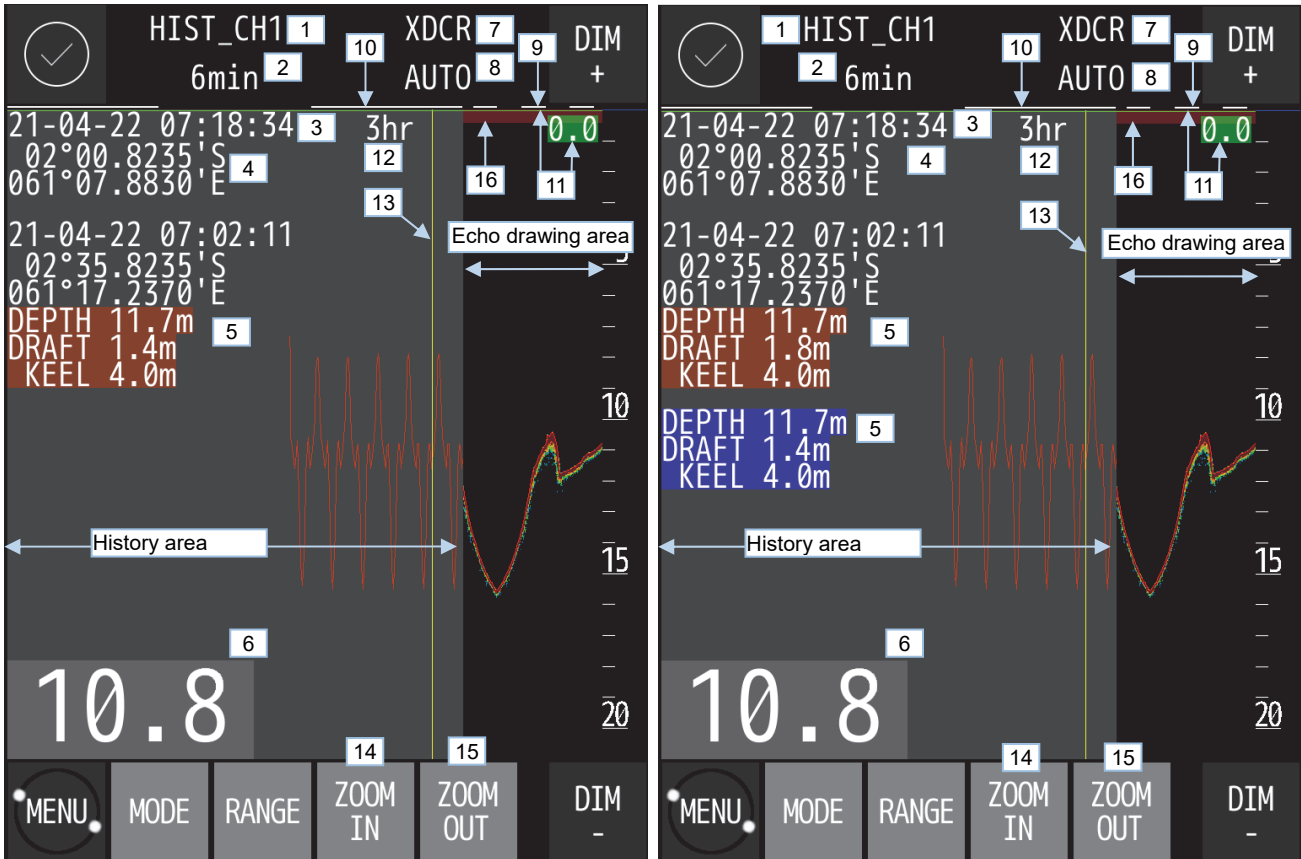 HIST_CH1 1 XDCR 7 DIM
10 9
6min 2 AUTO 8 +
21-04-22 07:18:34 3 3hr 0.0
02°00.8235'S 4 12
061°07.8830'E 16 11
13
21-04-22 07:02:11 Echo drawing area
02°35.8235'S 5
061°17.2370'E
DEPTH 11.7m 5
DRAFT 1.4m
KEEL 4.0m
10
History area 15
6
10.8 20
14 15
MENU MODE RANGE ZOOM IN ZOOM OUT DIM -
1 HIST_CH1 XDCR 7 DIM
10 9
2 6min AUTO 8 +
21-04-22 07:18:34 3 3hr 0.0
02°00.8235'S 4 12
061°07.8830'E 16 11
13
21-04-22 07:02:11 Echo drawing area
02°35.8235'S
061°17.2370'E
DEPTH 11.7m 5
DRAFT 1.8m
KEEL 4.0m
10
DEPTH 11.7m 5
DRAFT 1.4m
KEEL 4.0m
History area 15
6
10.8 20
14 15
MENU MODE RANGE ZOOM IN ZOOM OUT DIM -